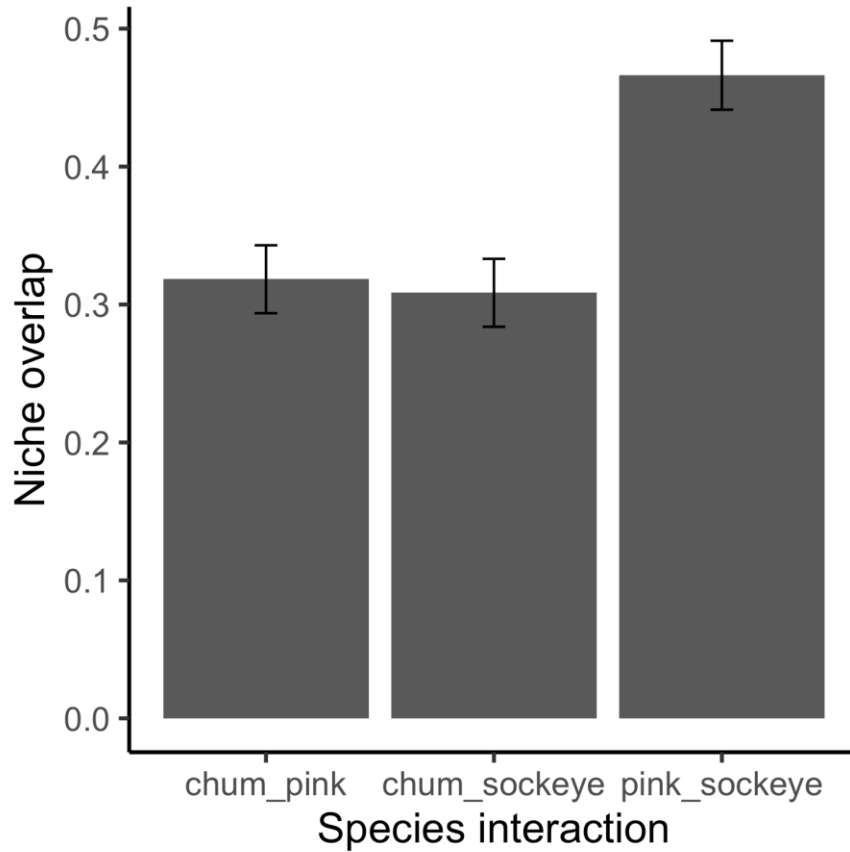 Niche overlap
0.5
0.4
0.3
0.2
0.1
0.0
chum_pink chum_sockeye pink_sockeye
Species interaction